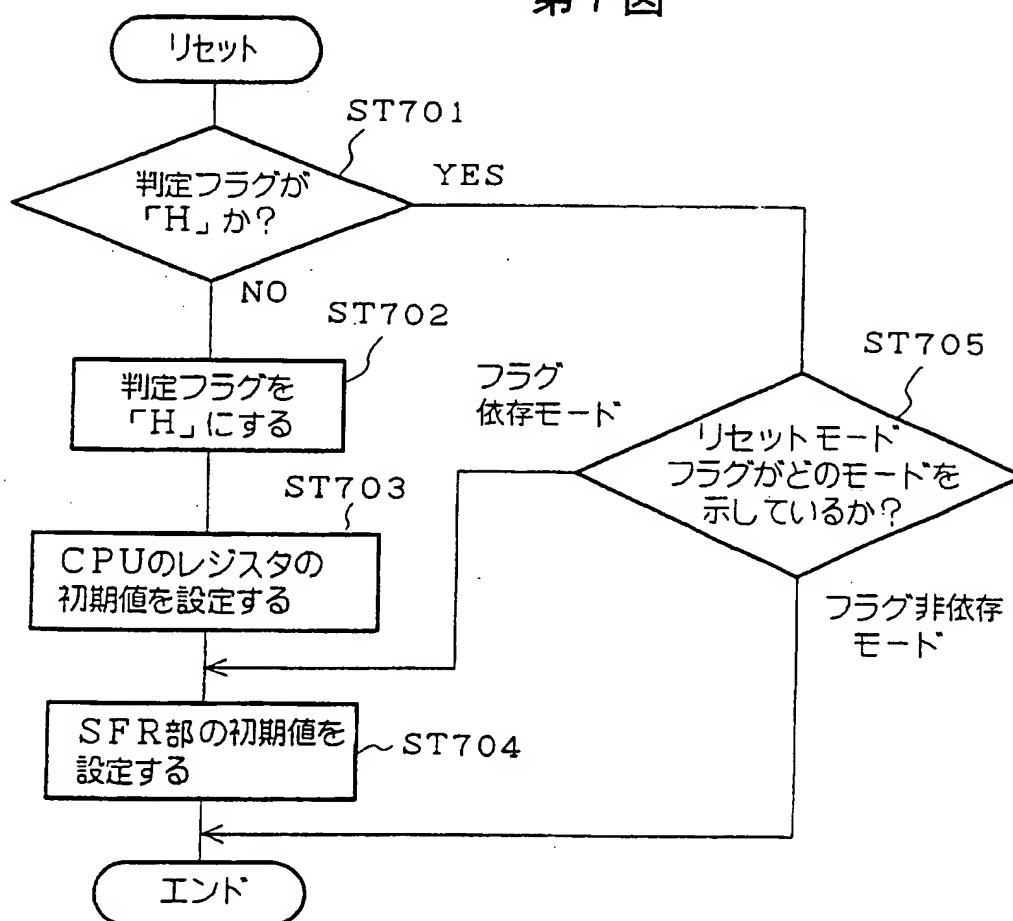 第7図
リセット
ST701
判定フラグが
「H」か?
YES
NO
ST702
判定フラグを
「H」にする
ST703
CPUのレジスタの
初期値を設定する
SFR部の初期値を
設定する
ST704
エンド
フラグ
依存モード
ST705
リセットモード
フラグがどのモードを
示しているか?
フラグ非依存
モード